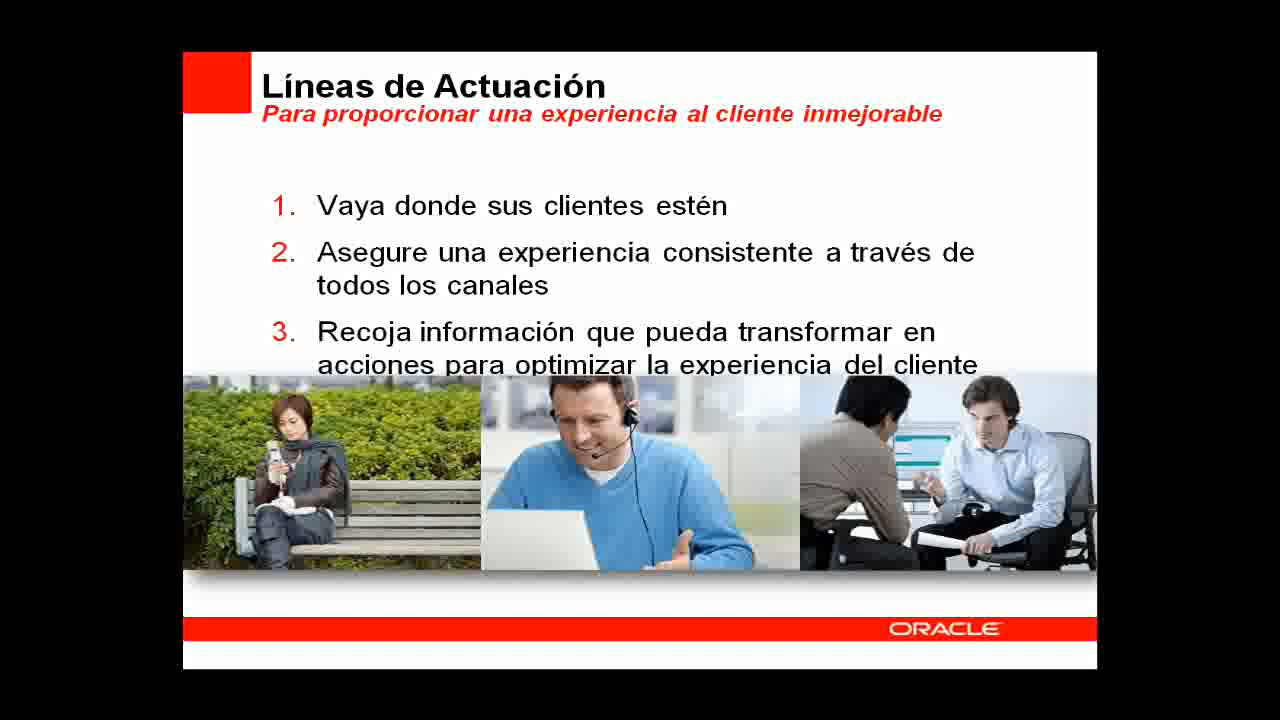 Líneas de Actuación
Para proporcionar una experiencia al cliente inmejorable
1. Vaya donde sus clientes estén
2. Asegure una experiencia consistente a través de
todos los canales
3. Recoja información que pueda transformar en
acciones para optimizar la experiencia del cliente
ORACLE